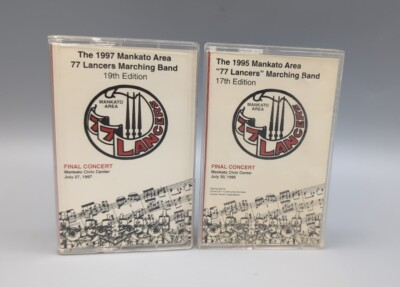 The 1997 Mankato Area
77 Lancers Marching Band
19th Edition
MANKATO
AREA
77 LANCERS
FINAL CONCERT
Mankato Civic Center
July 27, 1997
The 1995 Mankato Area
"77 Lancers" Marching Band
17th Edition
MANKATO
AREA
77 LANCERS
FINAL CONCERT
Mankato Civic Center
July 30, 1995